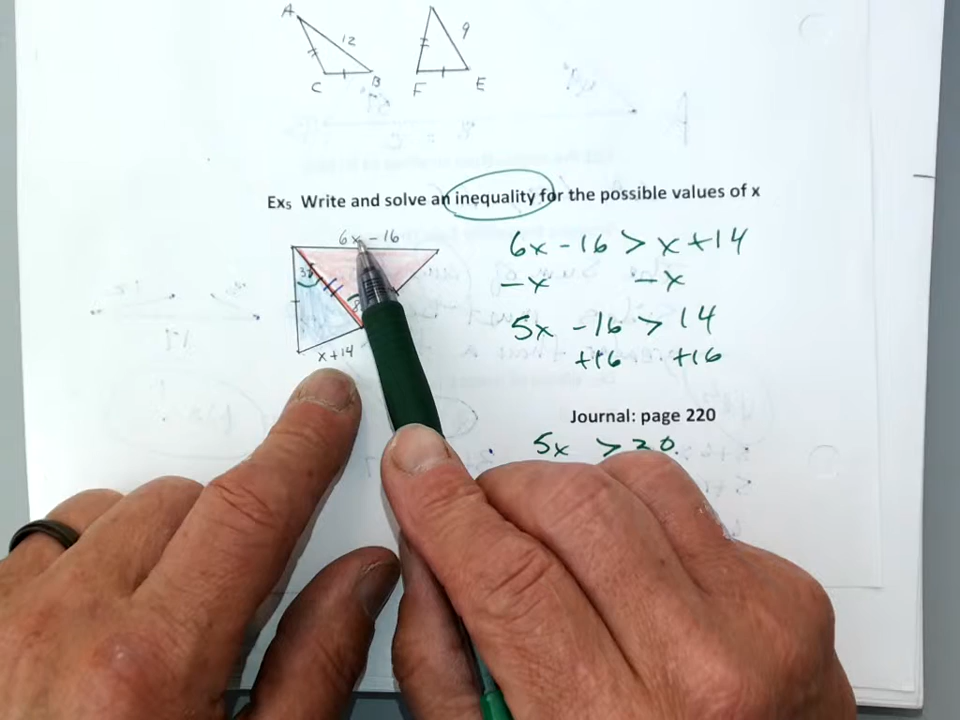 A
12
9
C
B
F
E
Ex5 Write and solve an inequality for the possible values of x
6x - 16
6x - 16 > x + 14
- x - x
5x - 16 > 14
x + 14
+16 +16
Journal: page 220
5x > 30